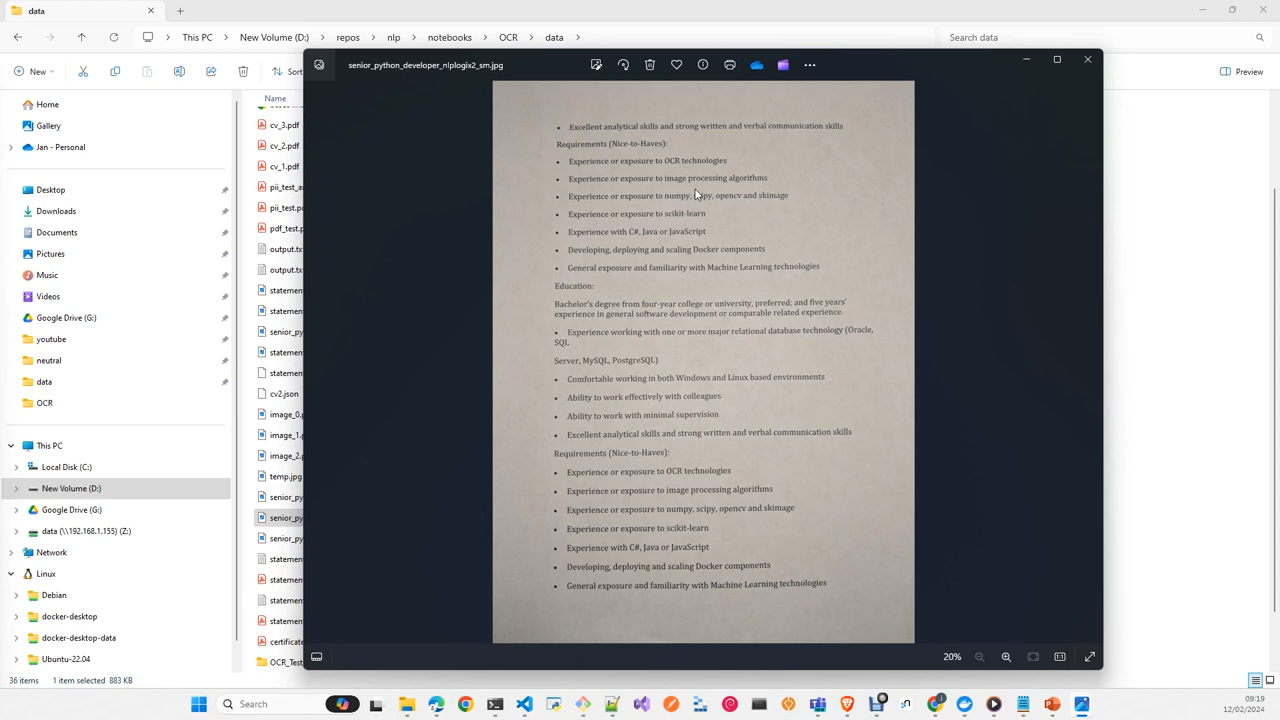 data
This PC > New Volume (D:) > repos > nlp > notebooks > OCR > data >
Search data
New
Sort
Preview
senior_python_developer_nlplogix2_sm.jpg
Home
Gallery
Jan - Personal
Desktop
Downloads
Documents
Pictures
Music
Videos
Google Drive (G:)
youtube
neutral
data
OCR
This PC
Local Disk (C:)
New Volume (D:)
Google Drive (G:)
data (\\192.168.1.155) (Z:)
Network
Linux
Debian
docker-desktop
docker-desktop-data
Ubuntu-22.04
Name
cv_3.pdf
cv_2.pdf
cv_1.pdf
pii_test_a
pii_test.p
pdf_test.p
output.tx
output.tx
statemen
statemen
senior_py
statemen
statemen
cv2.json
image_0.
image_1.
image_2.
temp.jpg
senior_py
senior_py
senior_py
statemen
statemen
statemen
statemen
certificate
OCR_Test
• Excellent analytical skills and strong written and verbal communication skills
Requirements (Nice-to-Haves):
• Experience or exposure to OCR technologies
• Experience or exposure to image processing algorithms
• Experience or exposure to numpy, scipy, opencv and skimage
• Experience or exposure to scikit-learn
• Experience with C#, Java or JavaScript
• Developing, deploying and scaling Docker components
• General exposure and familiarity with Machine Learning technologies
Education:
Bachelor's degree from four-year college or university, preferred; and five years'
experience in general software development or comparable related experience.
• Experience working with one or more major relational database technology (Oracle,
SQL
Server, MySQL, PostgreSQL)
• Comfortable working in both Windows and Linux based environments
• Ability to work effectively with colleagues
• Ability to work with minimal supervision
• Excellent analytical skills and strong written and verbal communication skills
Requirements (Nice-to-Haves):
• Experience or exposure to OCR technologies
• Experience or exposure to image processing algorithms
• Experience or exposure to numpy, scipy, opencv and skimage
• Experience or exposure to scikit-learn
• Experience with C#, Java or JavaScript
• Developing, deploying and scaling Docker components
• General exposure and familiarity with Machine Learning technologies
20%
36 items
1 item selected 883 KB
Search
09:19
12/02/2024